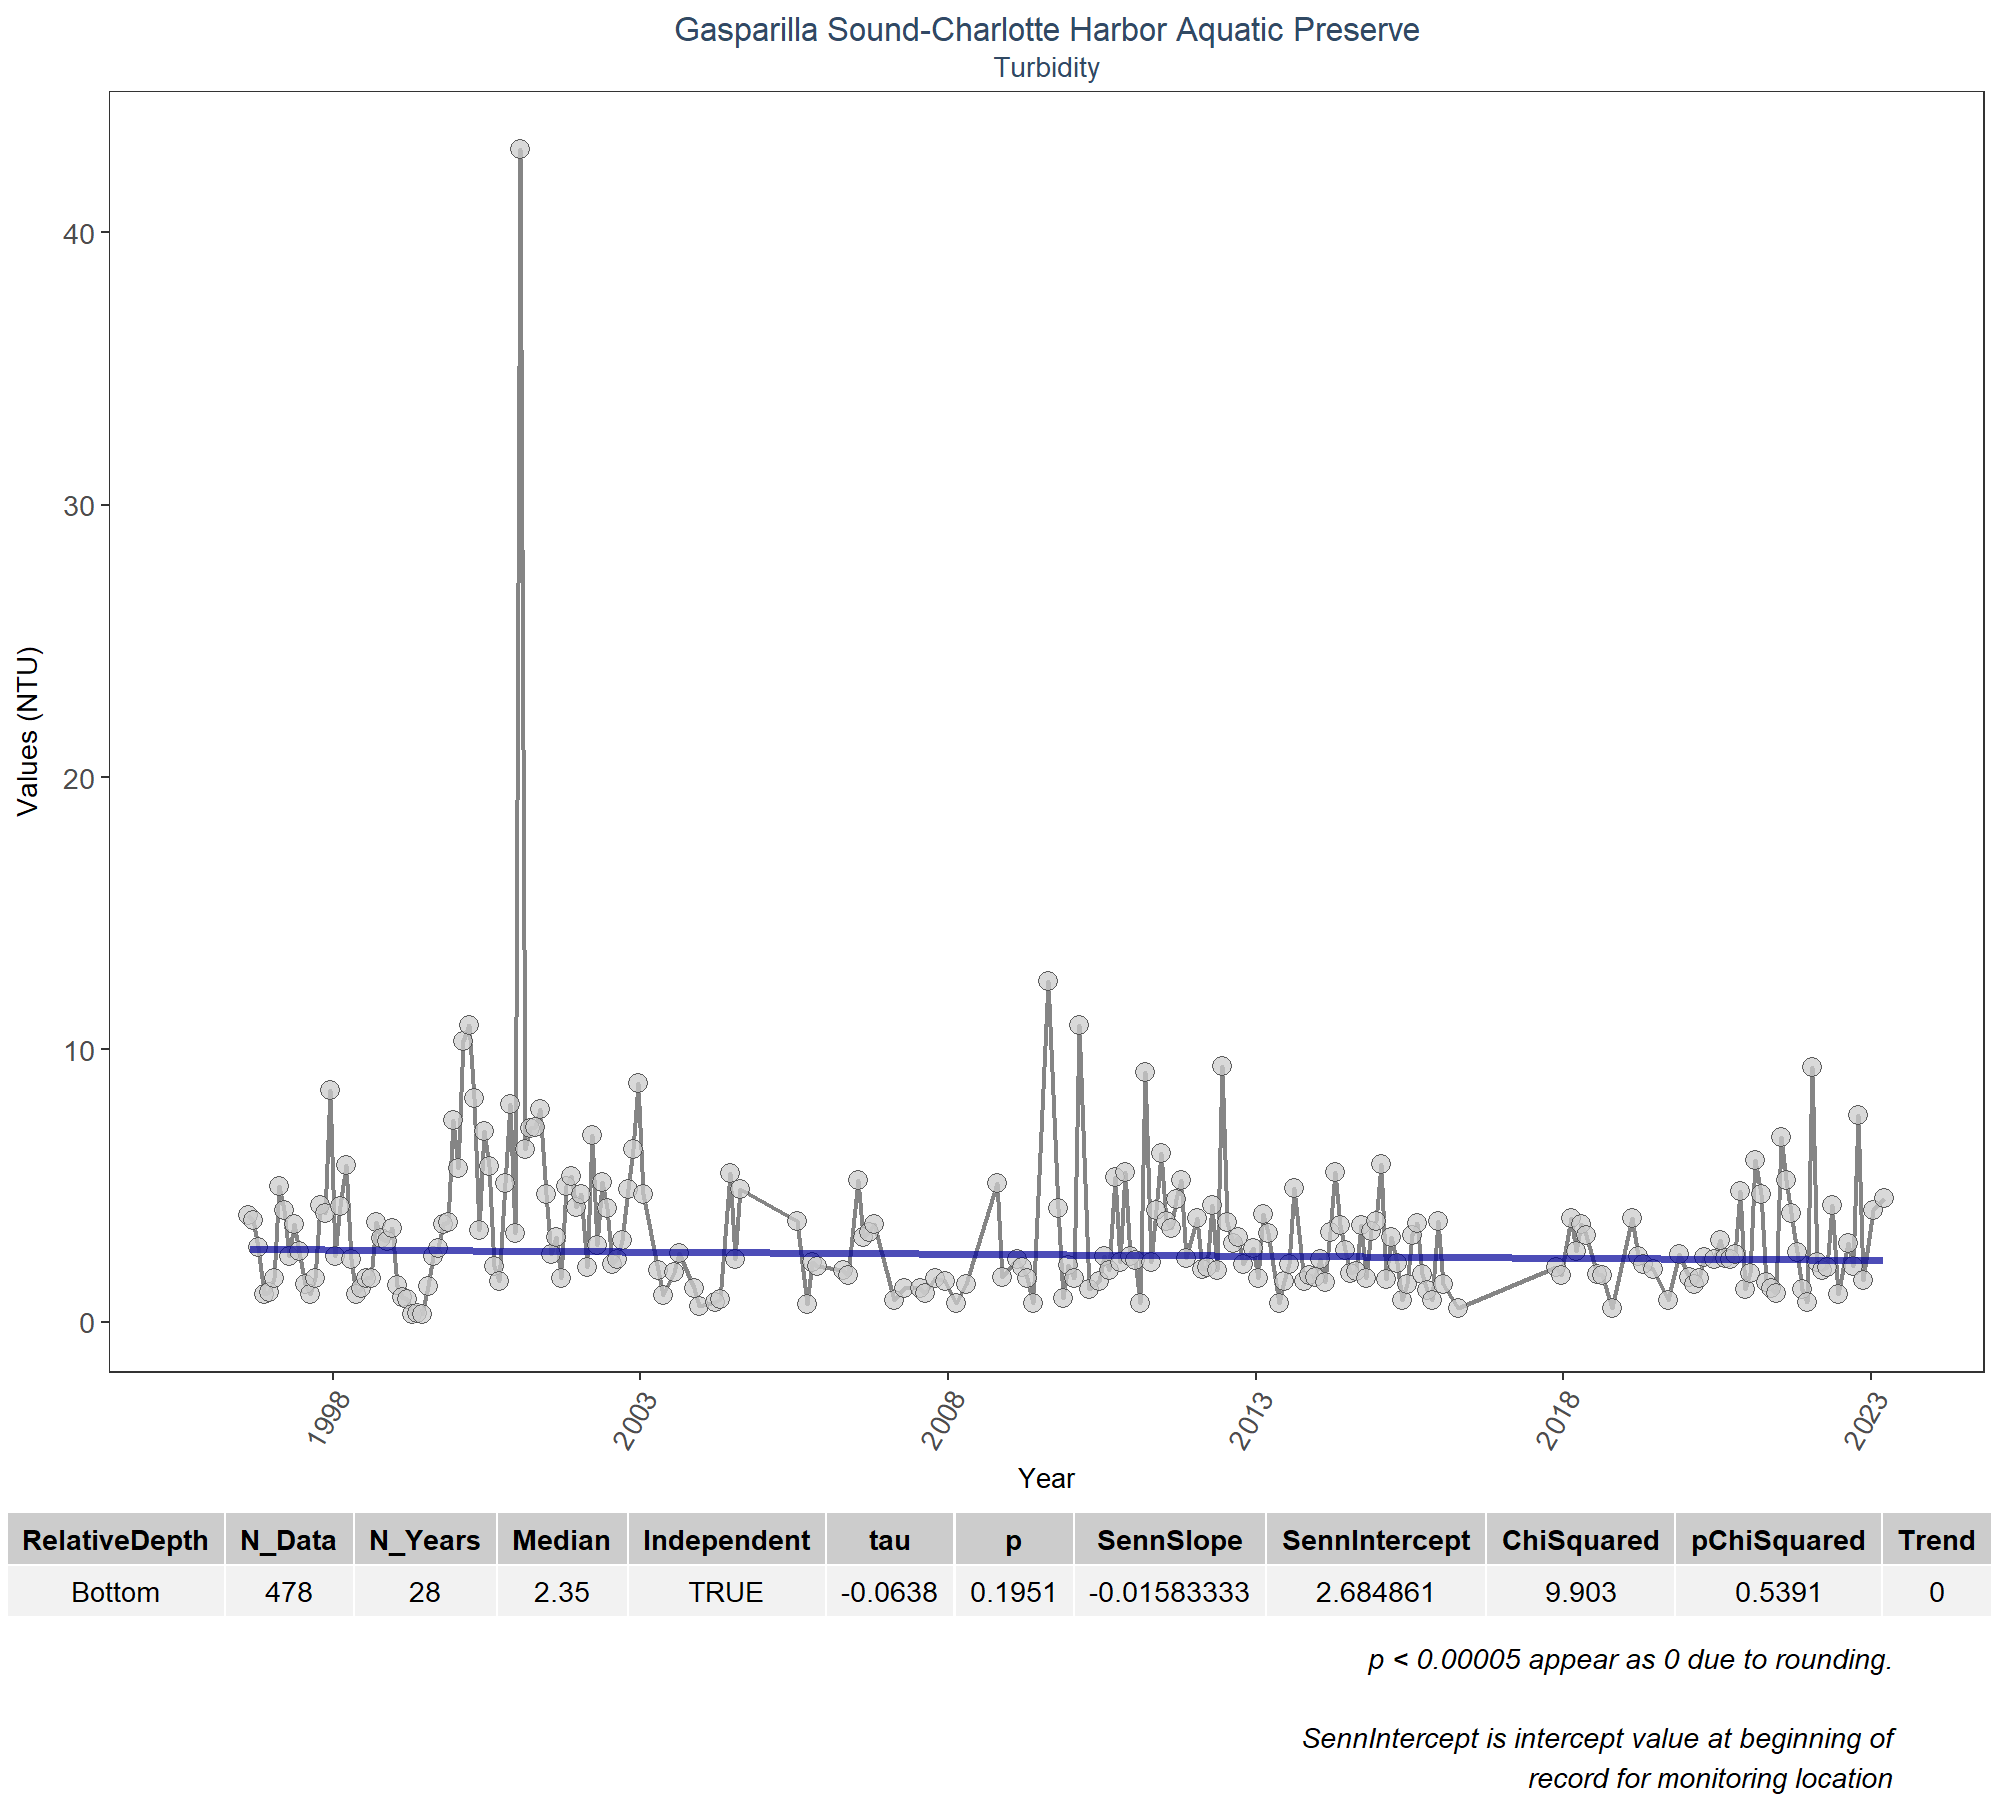 Gasparilla Sound-Charlotte Harbor Aquatic Preserve
Turbidity
Values (NTU)
40
30
20
10
0
1998 2003 2008 2013 2018 2023
Year
RelativeDepth N_Data N_Years Median Independent tau p SennSlope SennIntercept ChiSquared pChiSquared Trend
Bottom 478 28 2.35 TRUE -0.0638 0.1951 -0.01583333 2.684861 9.903 0.5391 0
p < 0.00005 appear as 0 due to rounding.
SennIntercept is intercept value at beginning of
record for monitoring location